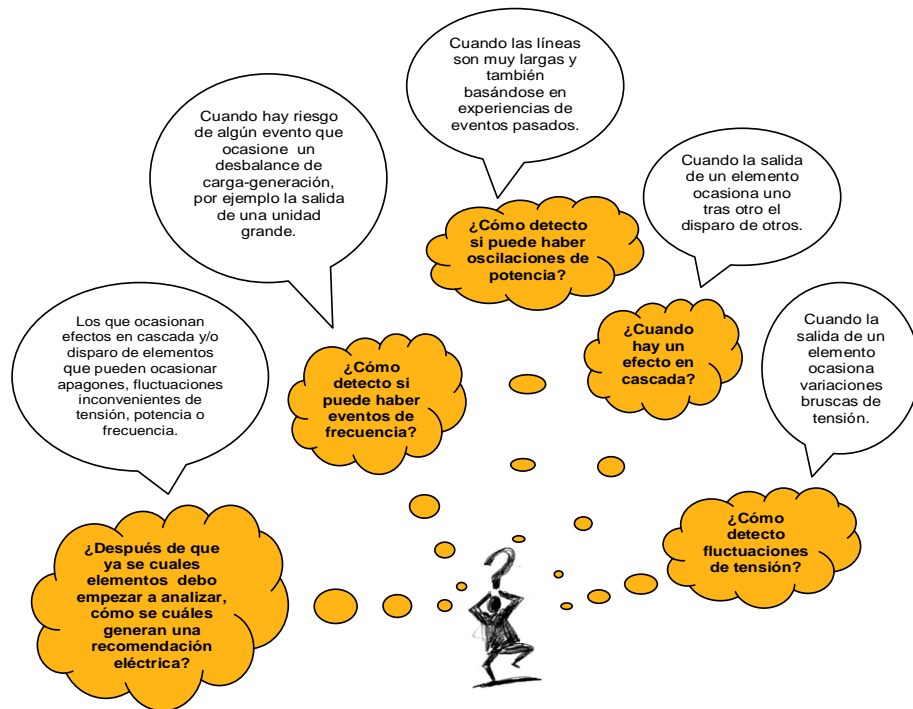 Cuando las líneas
son muy largas y
también
basándose en
experiencias de
eventos pasados.
¿Cómo detecto
si puede haber
oscilaciones de
potencia?
Cuando hay riesgo
de algún evento que
ocasione un
desbalance de
carga-generación,
por ejemplo la salida
de una unidad
grande.
¿Cómo
detecto si
puede haber
eventos de
frecuencia?
Cuando la salida
de un elemento
ocasiona uno
tras otro el
disparo de otros.
¿Cuando
hay un
efecto en
cascada?
Los que ocasionan
efectos en cascada y/o
disparo de elementos
que pueden ocasionar
apagones, fluctuaciones
inconvenientes de
tensión, potencia o
frecuencia.
¿Después de que
ya se cuales
elementos debo
empezar a analizar,
cómo se cuáles
generan una
recomendación
eléctrica?
Cuando la
salida de un
elemento
ocasiona
variaciones
bruscas de
tensión.
¿Cómo
detecto
fluctuaciones
de tensión?
?